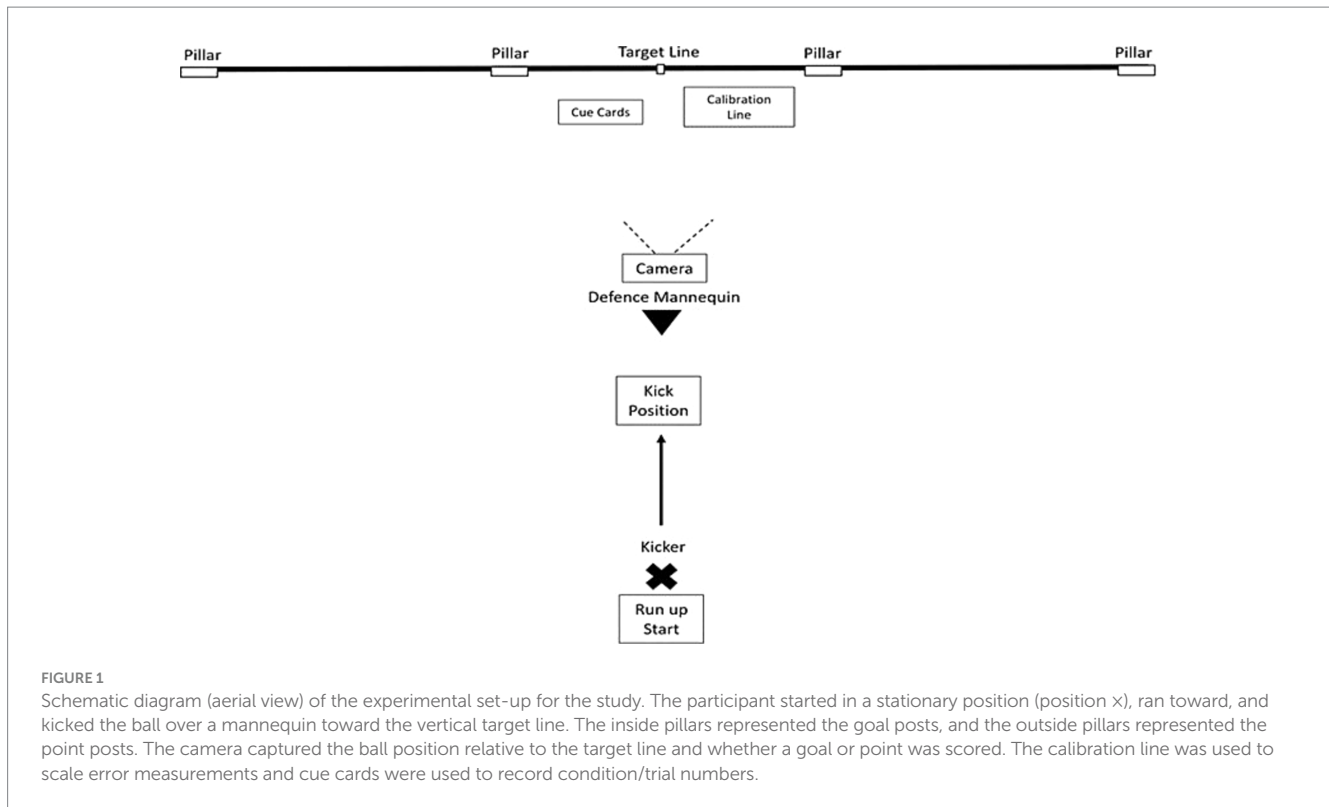 Pillar Pillar Target Line Pillar Pillar
Cue Cards
Calibration
Line
Camera
Defence Mannequin
Kick
Position
Kicker
Run up
Start
FIGURE 1
Schematic diagram (aerial view) of the experimental set-up for the study. The participant started in a stationary position (position ×), ran toward, and
kicked the ball over a mannequin toward the vertical target line. The inside pillars represented the goal posts, and the outside pillars represented the
point posts. The camera captured the ball position relative to the target line and whether a goal or point was scored. The calibration line was used to
scale error measurements and cue cards were used to record condition/trial numbers.